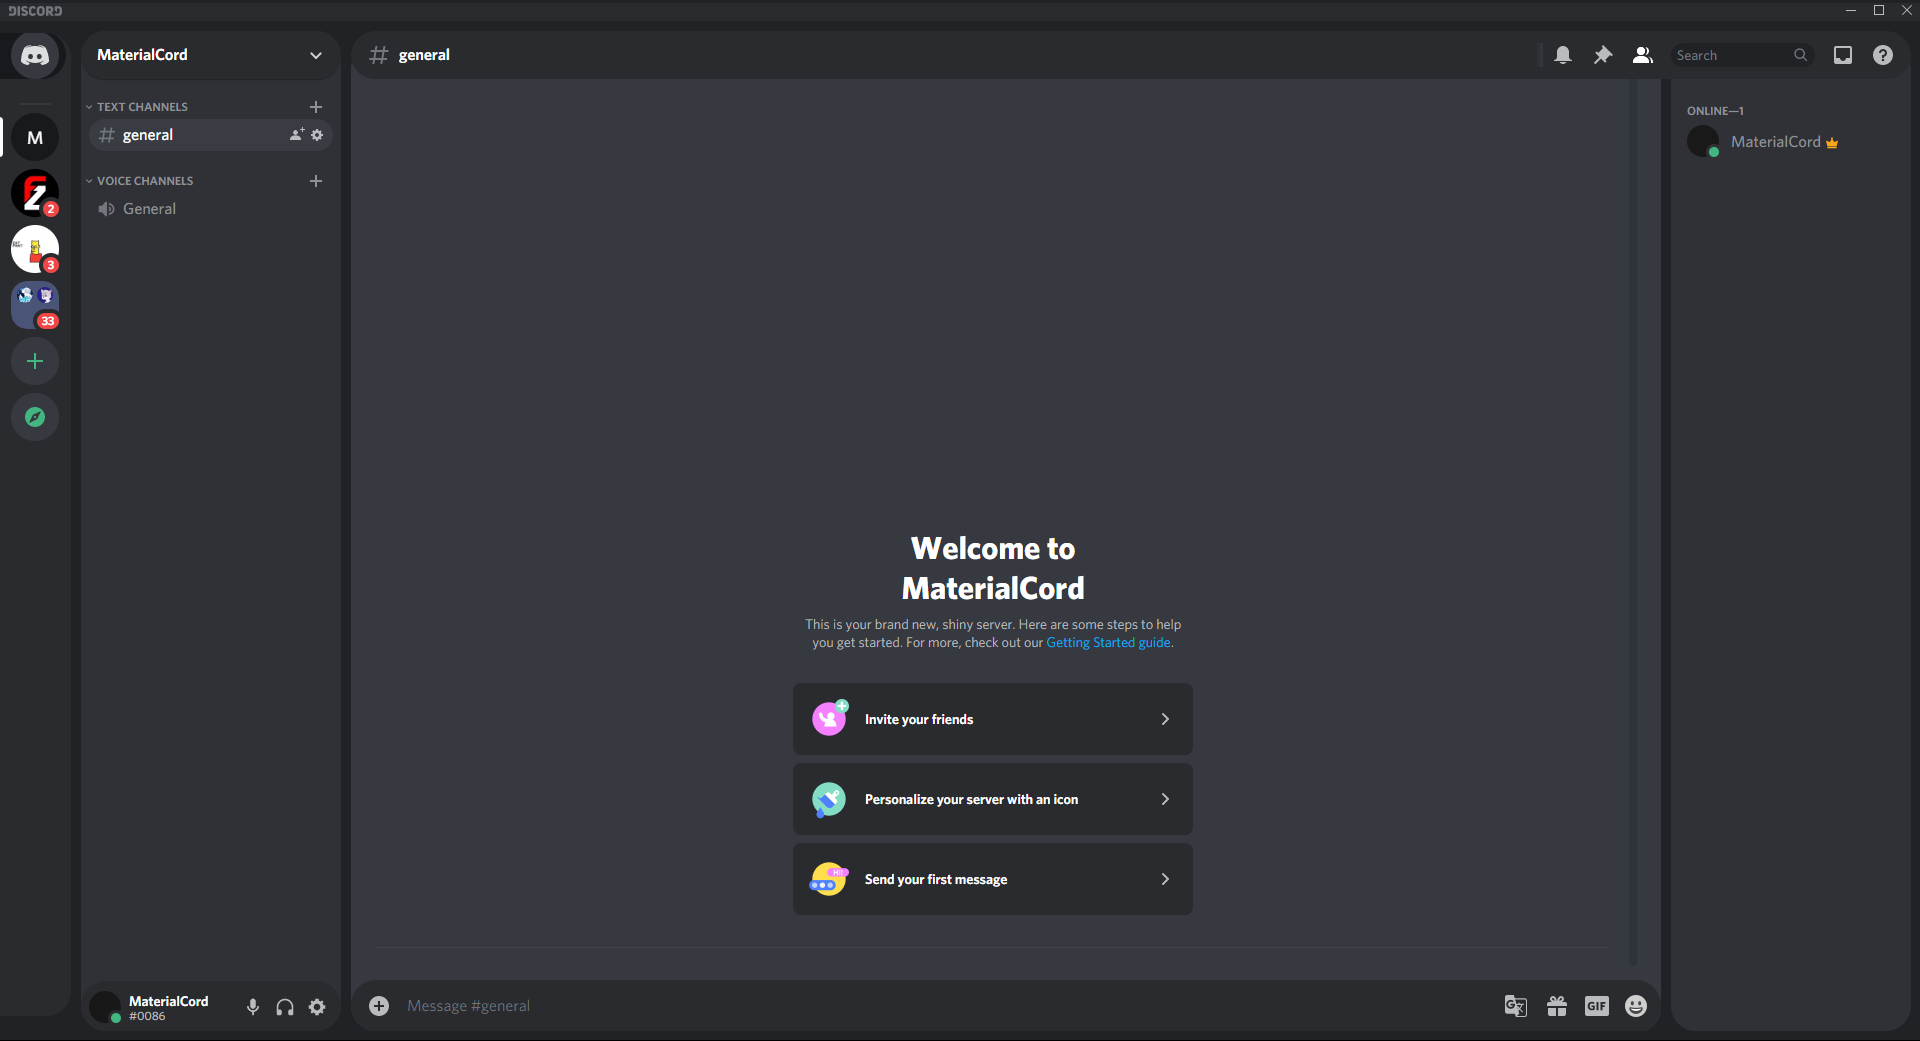 DISCORD
MaterialCord
general
Search
TEXT CHANNELS
general
VOICE CHANNELS
General
M
2
3
33
ONLINE—1
MaterialCord
Welcome to
MaterialCord
This is your brand new, shiny server. Here are some steps to help
you get started. For more, check out our Getting Started guide.
Invite your friends
Personalize your server with an icon
Hi!
Send your first message
MaterialCord
#0086
Message #general
GIF